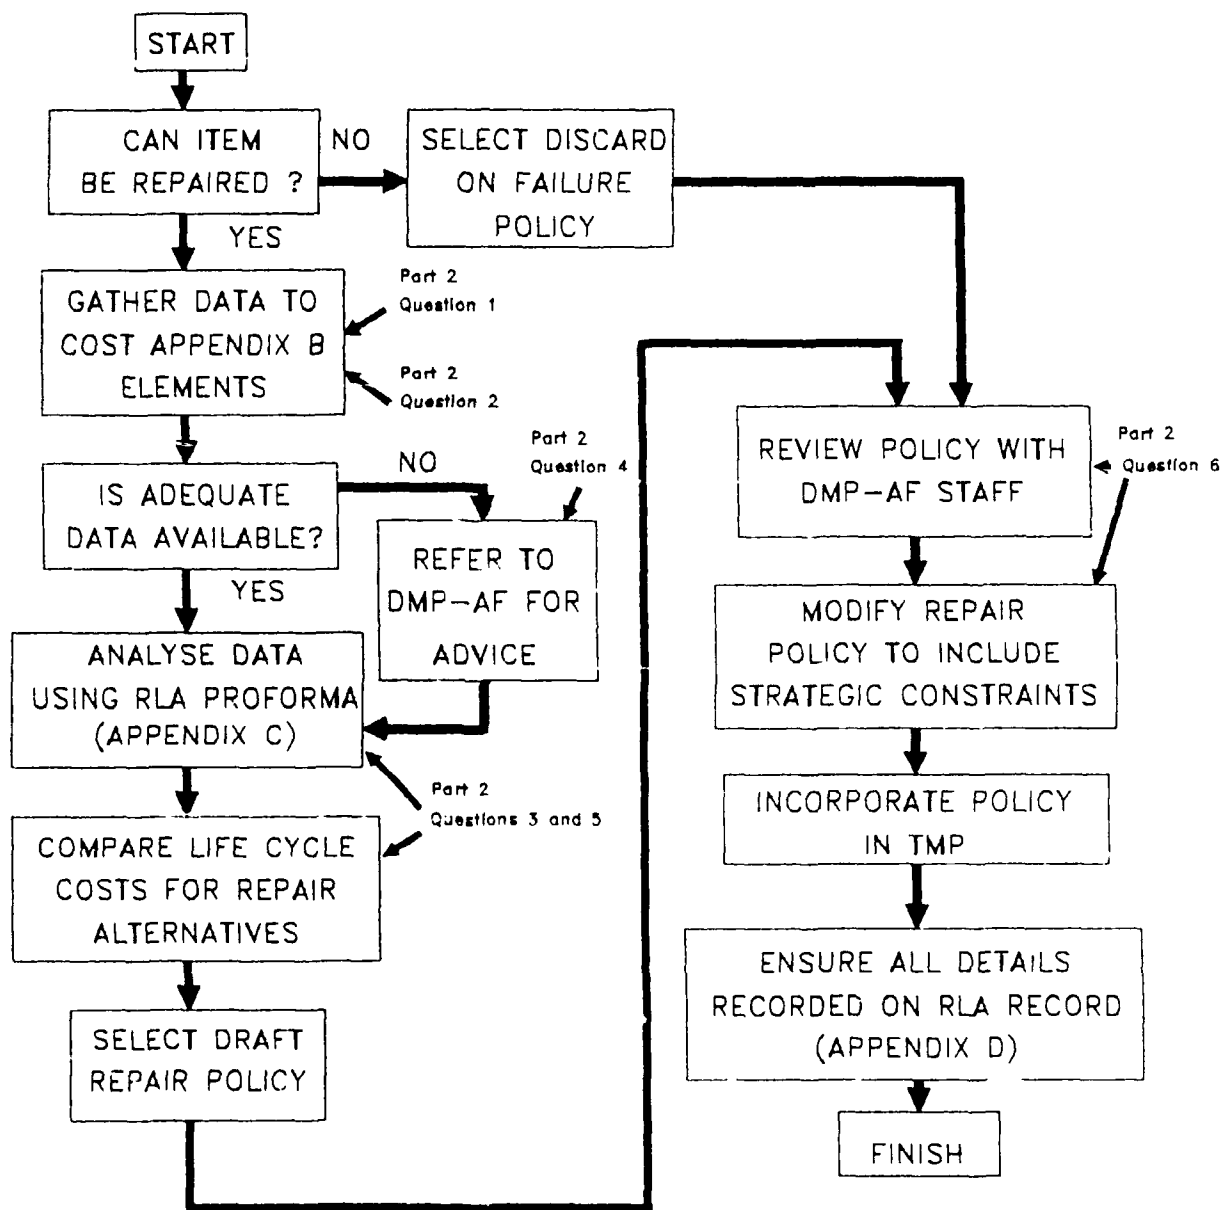 START
CAN ITEM
BE REPAIRED ?
NO
SELECT DISCARD
ON FAILURE
POLICY
YES
GATHER DATA TO
COST APPENDIX B
ELEMENTS
Part 2
Question 1
Part 2
Question 2
IS ADEQUATE
DATA AVAILABLE?
NO
Part 2
Question 4
REFER TO
DMP-AF FOR
ADVICE
YES
ANALYSE DATA
USING RLA PROFORMA
(APPENDIX C)
Part 2
Questions 3 and 5
COMPARE LIFE CYCLE
COSTS FOR REPAIR
ALTERNATIVES
SELECT DRAFT
REPAIR POLICY
REVIEW POLICY WITH
DMP-AF STAFF
Part 2
Question 6
MODIFY REPAIR
POLICY TO INCLUDE
STRATEGIC CONSTRAINTS
INCORPORATE POLICY
IN TMP
ENSURE ALL DETAILS
RECORDED ON RLA RECORD
(APPENDIX D)
FINISH